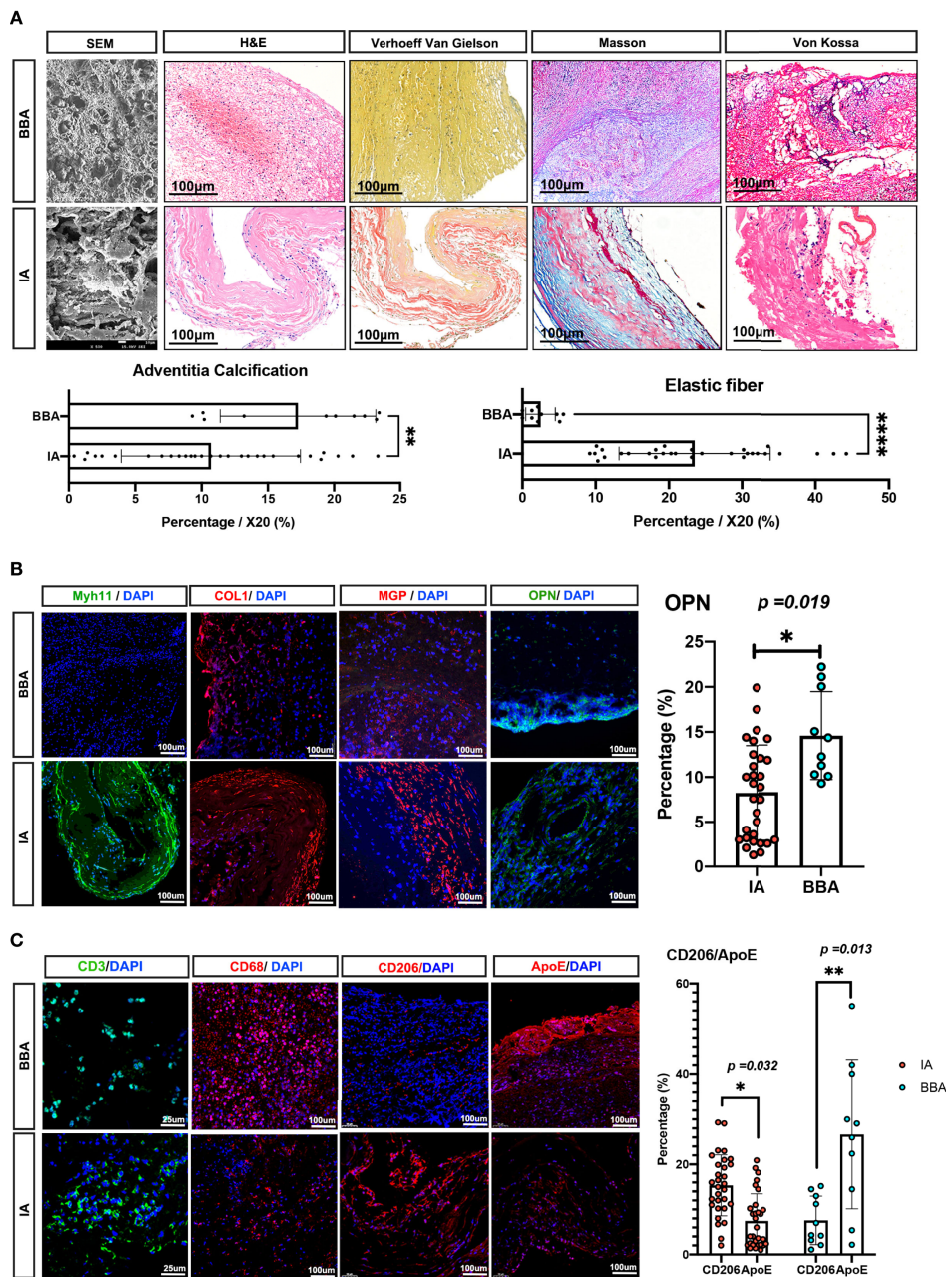 A
SEM
H&E
Verhoeff Van Gielson
Masson
Von Kossa
BBA
100μm
100μm
100μm
100μm
IA
100μm
100μm
100μm
100μm
Adventitia Calcification
BBA
IA
**
0 5 10 15 20 25
Percentage / X20 (%)
Elastic fiber
BBA
IA
****
0 10 20 30 40 50
Percentage / X20 (%)
B
Myh11 / DAPI
COL1/ DAPI
MGP / DAPI
OPN/ DAPI
BBA
100um
100um
100um
100um
IA
100um
100um
100um
100um
OPN
p =0.019
*
Percentage (%)
25
20
15
10
5
0
IA
BBA
C
CD3/DAPI
CD68/ DAPI
CD206/DAPI
ApoE/DAPI
BBA
25um
100um
100um
100um
IA
25um
100um
100um
100um
CD206/ApoE
p =0.013
**
p =0.032
*
Percentage (%)
60
40
20
0
CD206 ApoE
CD206 ApoE
IA
BBA